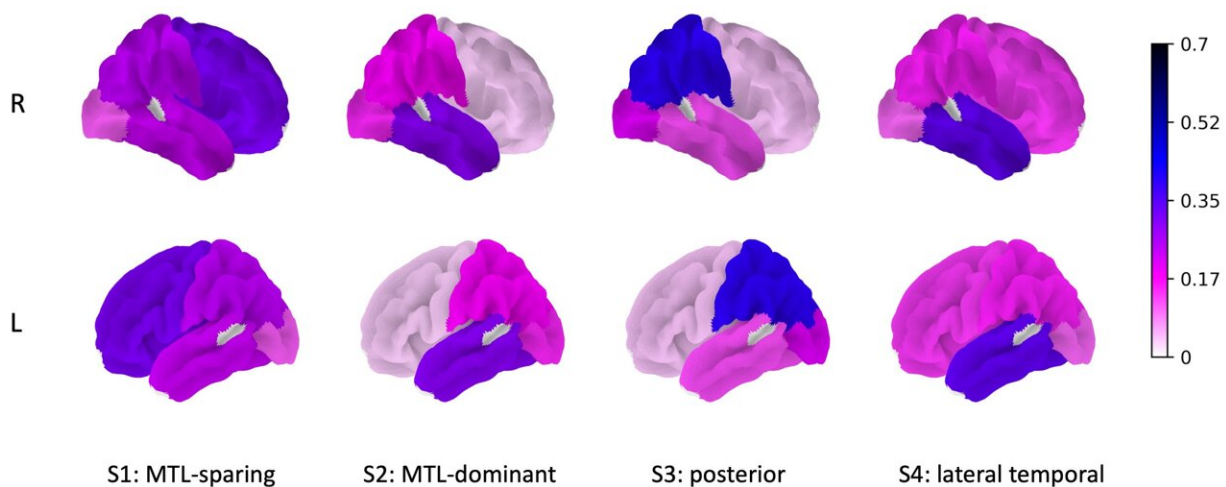 R
L
0.7
0.52
0.35
0.17
0
S1: MTL-sparing
S2: MTL-dominant
S3: posterior
S4: lateral temporal